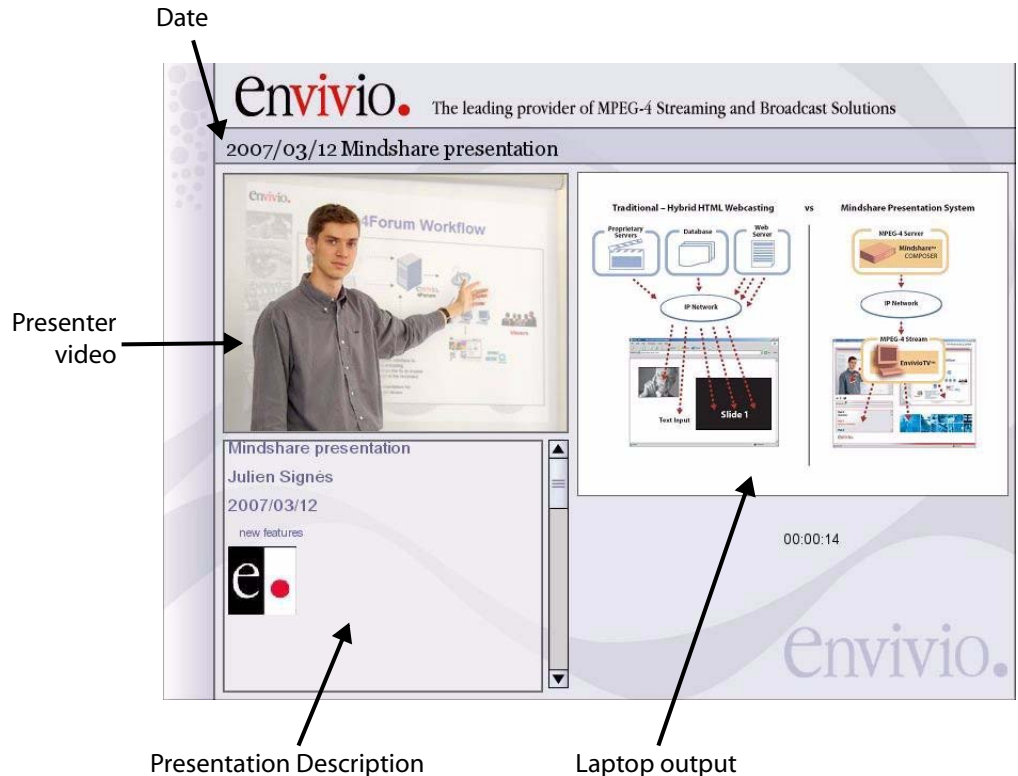 Date
envivio. The leading provider of MPEG-4 Streaming and Broadcast Solutions
2007/03/12 Mindshare presentation
envivio.
4Forum Workflow
Presenter
video
Traditional – Hybrid HTML Webcasting vs Mindshare Presentation System
Proprietary
Servers
Database
Web
Server
IP Network
Text Input
Slide 1
MPEG-4 Server
Mindshare™
COMPOSER
IP Network
MPEG-4 Stream
EnvivioTV™
Mindshare presentation
Julien Signés
2007/03/12
new features
e.
00:00:14
envivio.
Presentation Description
Laptop output